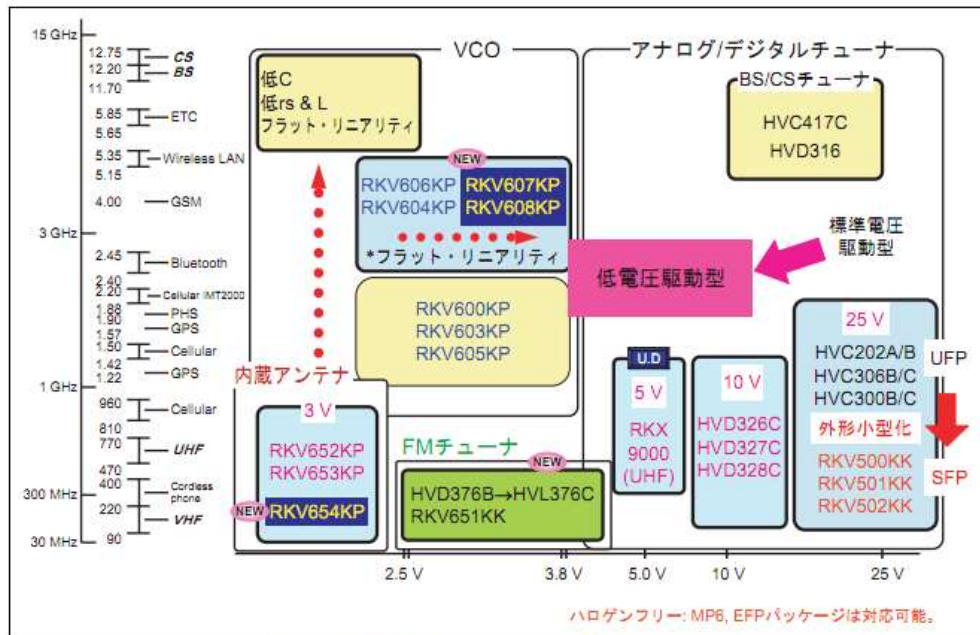 15 GHz
12.75
CS
12.20
BS
11.70
5.85
ETC
5.65
5.35
Wireless LAN
5.15
4.00
GSM
3 GHz
2.45
Bluetooth
2.40
2.20
Cellular IMT2000
1.88
PHS
1.90
GPS
1.57
1.50
Cellular
1.42
GPS
1.22
1 GHz
960
Cellular
810
770
UHF
470
400
Cordless
phone
300 MHz
220
VHF
90
30 MHz
VCO
低C
低rs & L
フラット・リニアリティ
NEW
RKV606KP RKV607KP
RKV604KP RKV608KP
*フラット・リニアリティ
RKV600KP
RKV603KP
RKV605KP
内蔵アンテナ
3 V
RKV652KP
RKV653KP
NEW
RKV654KP
FMチューナ
NEW
HVD376B→HVL376C
RKV651KK
アナログ/デジタルチューナ
BS/CSチューナ
HVC417C
HVD316
低電圧駆動型
標準電圧
駆動型
U.D
5 V
RKX
9000
(UHF)
10 V
HVD326C
HVD327C
HVD328C
25 V
HVC202A/B
HVC306B/C
HVC300B/C
UFP
外形小型化
RKV500KK
RKV501KK
RKV502KK
SFP
2.5 V
3.8 V
5.0 V
10 V
25 V
ハロゲンフリー: MP6, EFPパッケージは対応可能。